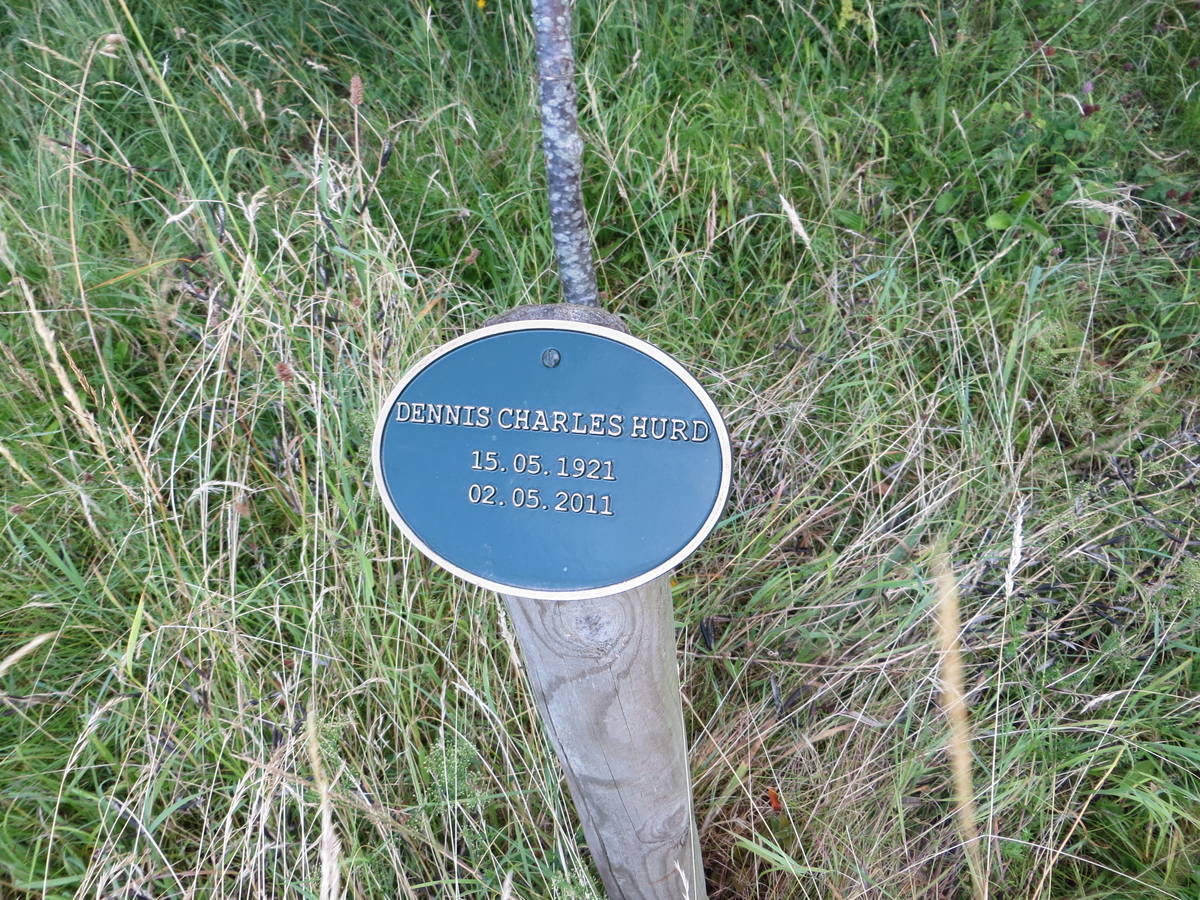 DENNIS CHARLES HURD
15.05.1921
02.05.2011